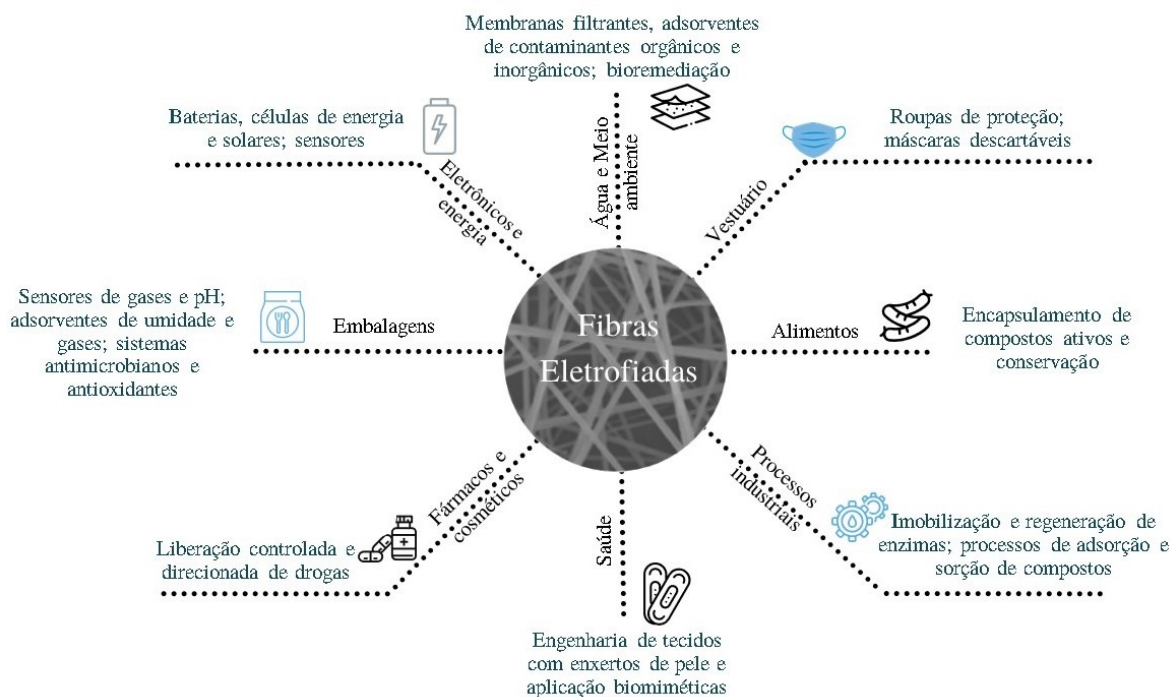 Membranas filtrantes, adsorventes
de contaminantes orgânicos e
inorgânicos; bioremediação
Baterias, células de energia
e solares; sensores
Eletrônicos e
energia
Água e Meio
ambiente
Roupas de proteção;
máscaras descartáveis
Vestuário
Sensores de gases e pH;
adsorventes de umidade e
gases; sistemas
antimicrobianos e
antioxidantes
Embalagens
Fibras
Eletrofiadas
Alimentos
Encapsulamento de
compostos ativos e
conservação
Liberação controlada e
direcionada de drogas
Fármacos e
cosméticos
Saúde
Engenharia de tecidos
com enxertos de pele e
aplicação biomiméticas
Processos
industriais
Imobilização e regeneração de
enzimas; processos de adsorção e
sorção de compostos